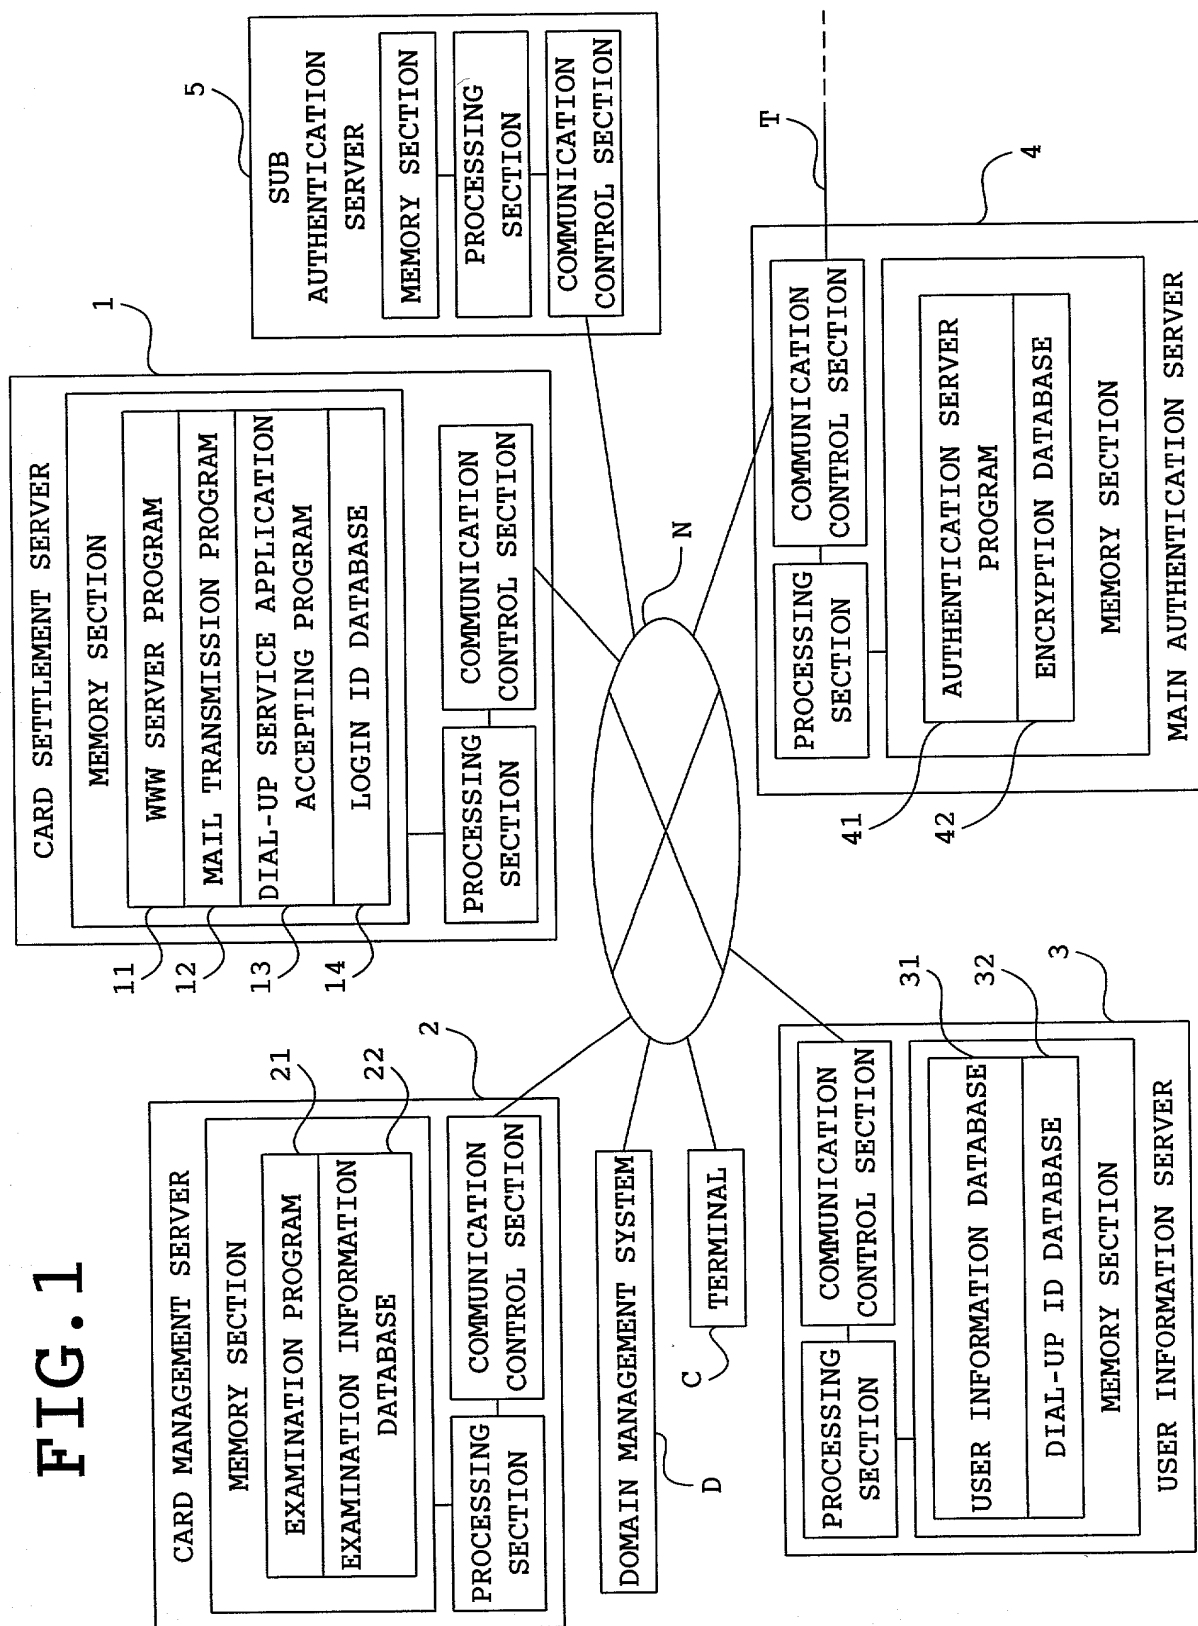 FIG.1
CARD MANAGEMENT SERVER
MEMORY SECTION
EXAMINATION PROGRAM
EXAMINATION INFORMATION
DATABASE
21
22
2
PROCESSING
SECTION
COMMUNICATION
CONTROL SECTION
CARD SETTLEMENT SERVER
MEMORY SECTION
WWW SERVER PROGRAM
MAIL TRANSMISSION PROGRAM
DIAL-UP SERVICE APPLICATION
ACCEPTING PROGRAM
LOGIN ID DATABASE
11
12
13
14
1
PROCESSING
SECTION
COMMUNICATION
CONTROL SECTION
5
SUB
AUTHENTICATION
SERVER
MEMORY SECTION
PROCESSING
SECTION
COMMUNICATION
CONTROL SECTION
DOMAIN MANAGEMENT SYSTEM
D
TERMINAL
C
N
T
PROCESSING
SECTION
COMMUNICATION
CONTROL SECTION
31
32
3
USER INFORMATION DATABASE
DIAL-UP ID DATABASE
MEMORY SECTION
USER INFORMATION SERVER
PROCESSING
SECTION
COMMUNICATION
CONTROL SECTION
4
41
42
AUTHENTICATION SERVER
PROGRAM
ENCRYPTION DATABASE
MEMORY SECTION
MAIN AUTHENTICATION SERVER